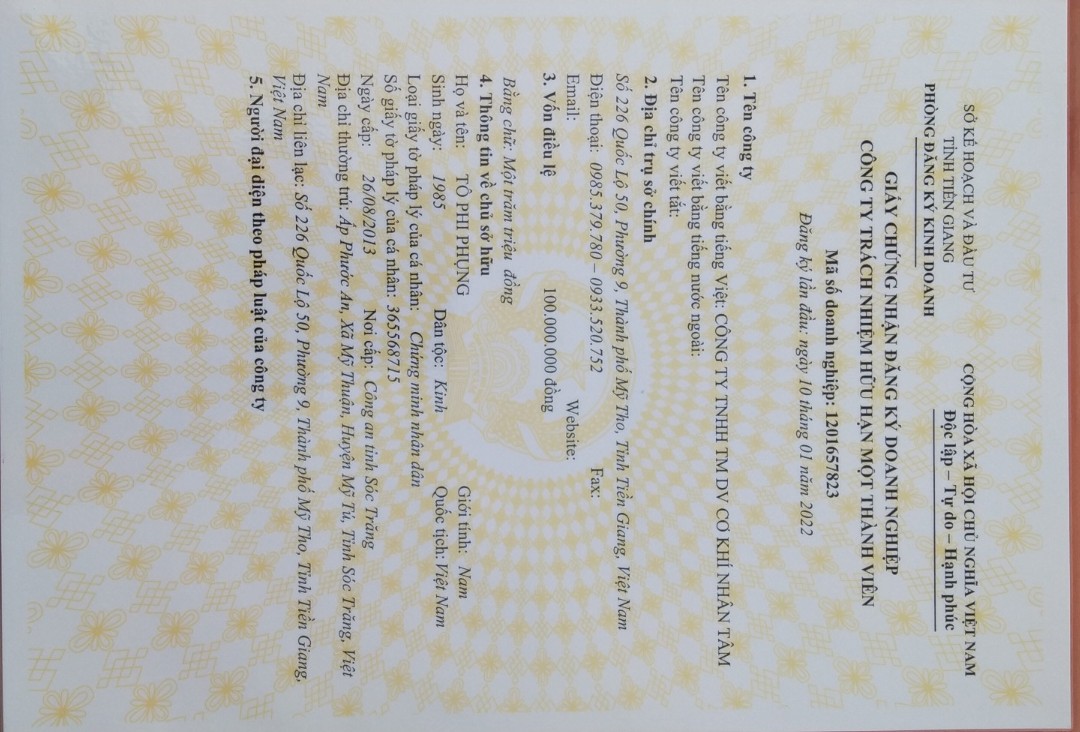 SỞ KẾ HOẠCH VÀ ĐẦU TƯ
TỈNH TIỀN GIANG
PHÒNG ĐĂNG KÝ KINH DOANH
CỘNG HÒA XÃ HỘI CHỦ NGHĨA VIỆT NAM
Độc lập – Tự do – Hạnh phúc
GIẤY CHỨNG NHẬN ĐĂNG KÝ DOANH NGHIỆP
CÔNG TY TRÁCH NHIỆM HỮU HẠN MỘT THÀNH VIÊN
Mã số doanh nghiệp: 1201657823
Đăng ký lần đầu: ngày 10 tháng 01 năm 2022
1. Tên công ty
Tên công ty viết bằng tiếng Việt: CÔNG TY TNHH TM DV CƠ KHÍ NHÂN TÂM
Tên công ty viết bằng tiếng nước ngoài:
Tên công ty viết tắt:
2. Địa chỉ trụ sở chính
Số 226 Quốc Lộ 50, Phường 9, Thành phố Mỹ Tho, Tỉnh Tiền Giang, Việt Nam
Điện thoại: 0985.379.780 – 0933.520.752 Fax:
Email: Website:
3. Vốn điều lệ 100.000.000 đồng
Bằng chữ: Một trăm triệu đồng
4. Thông tin về chủ sở hữu
Họ và tên: TÔ PHI PHỤNG Giới tính: Nam
Sinh ngày: 1985 Dân tộc: Kinh Quốc tịch: Việt Nam
Loại giấy tờ pháp lý của cá nhân: Chứng minh nhân dân
Số giấy tờ pháp lý của cá nhân: 365568715
Ngày cấp: 26/08/2013 Nơi cấp: Công an tỉnh Sóc Trăng
Địa chỉ thường trú: Ấp Phước An, Xã Mỹ Thuận, Huyện Mỹ Tú, Tỉnh Sóc Trăng, Việt
Nam
Địa chỉ liên lạc: Số 226 Quốc Lộ 50, Phường 9, Thành phố Mỹ Tho, Tỉnh Tiền Giang,
Việt Nam
5. Người đại diện theo pháp luật của công ty